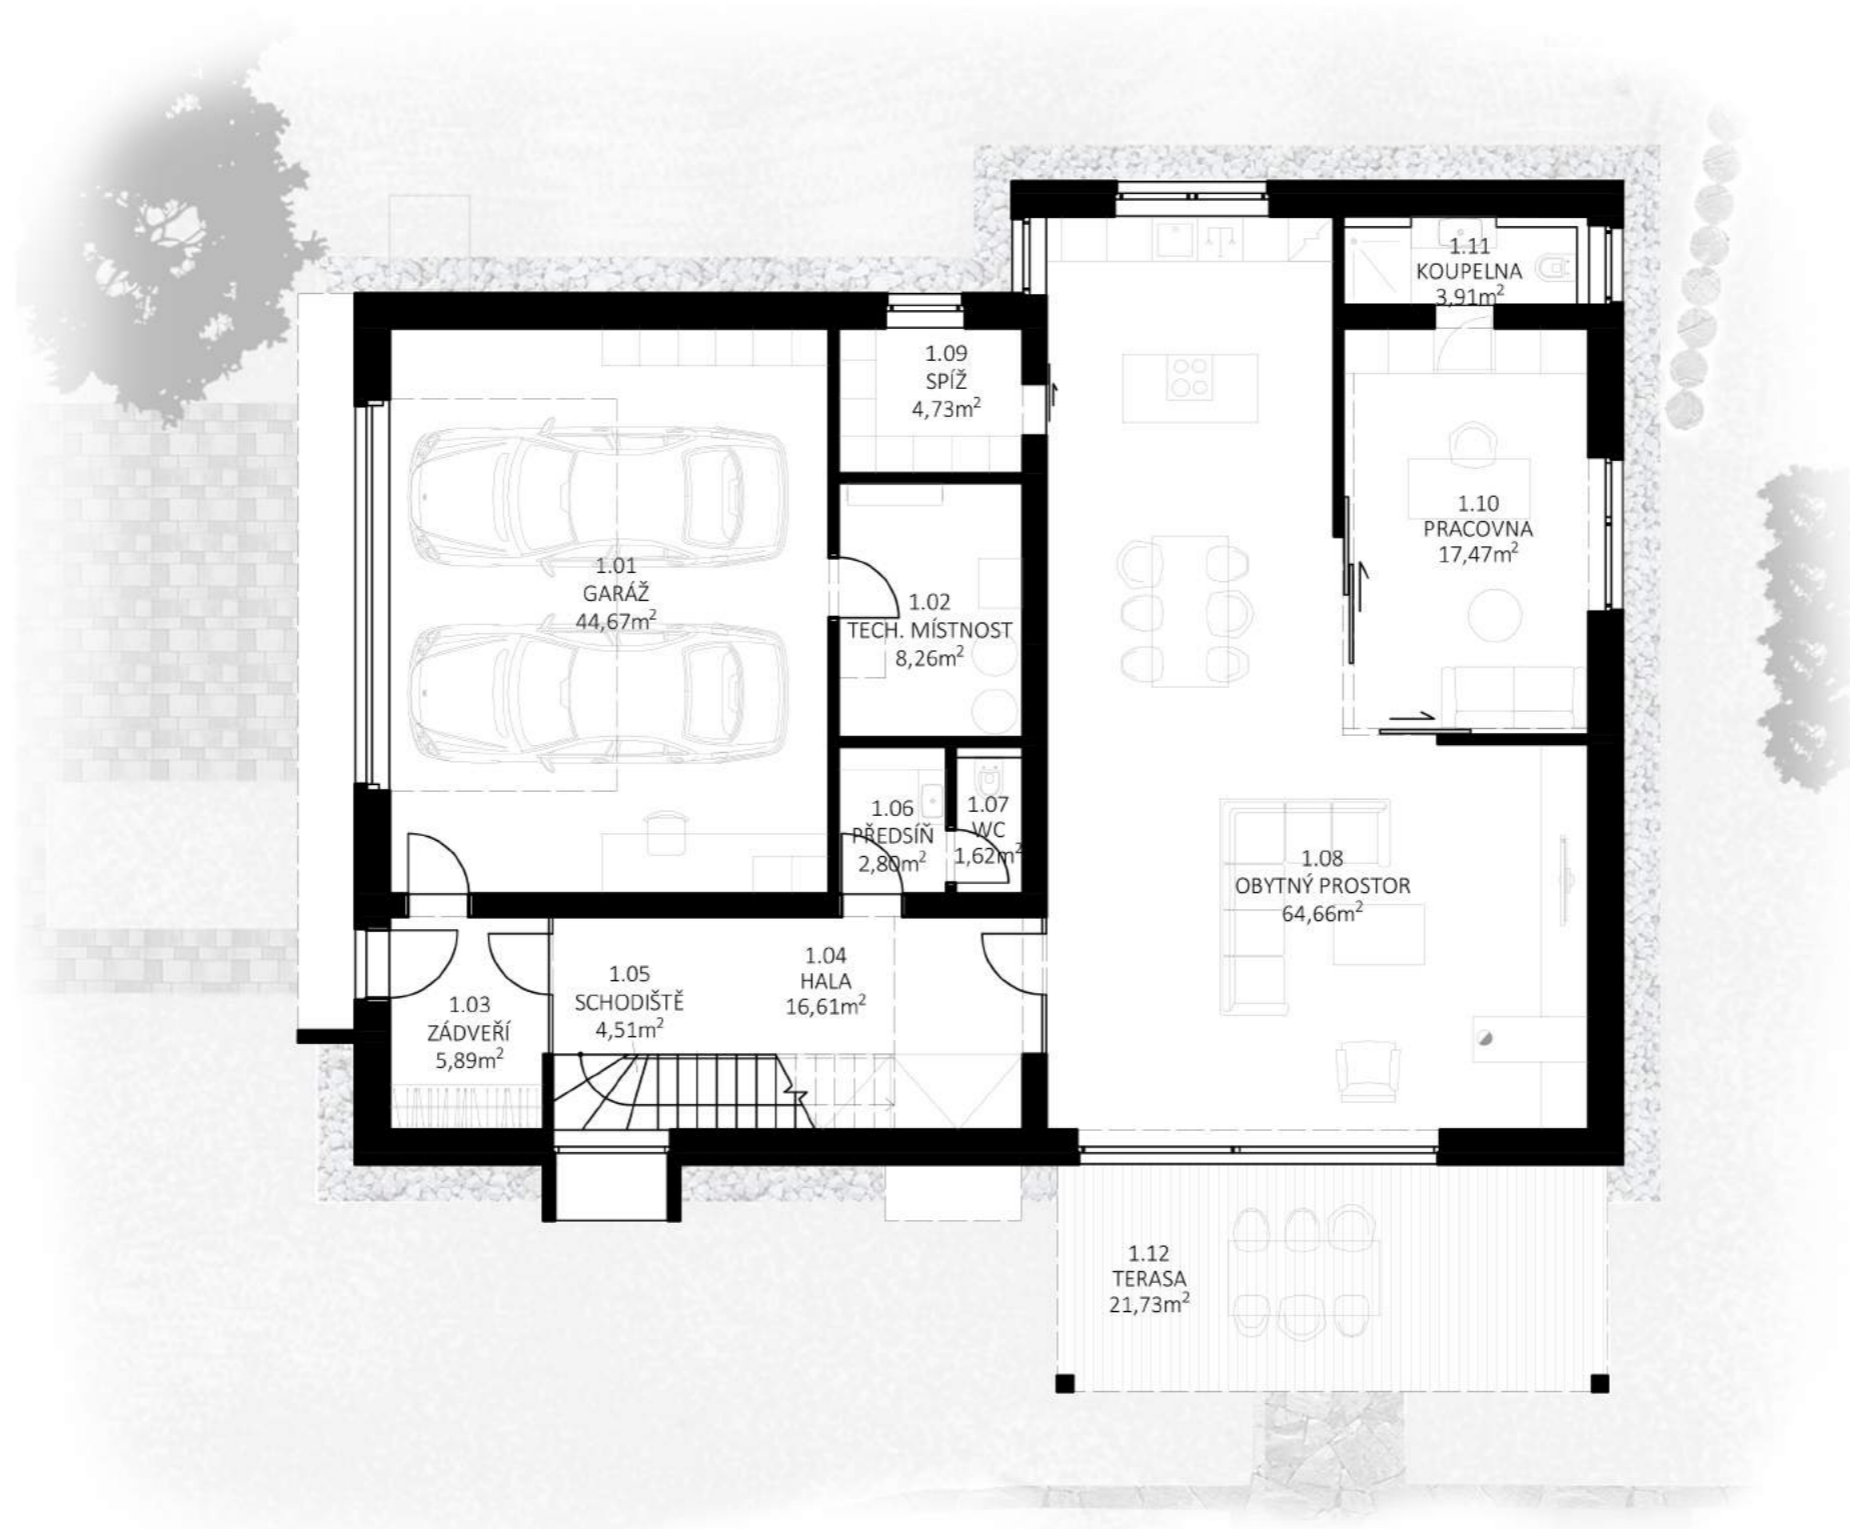 1.01
GARÁŽ
44,67m²
1.02
TECH. MÍSTNOST
8,26m²
1.03
ZÁDVEŘÍ
5,89m²
1.04
HALA
16,61m²
1.05
SCHODIŠTĚ
4,51m²
1.06
PŘEDSÍŇ
2,80m²
1.07
WC
1,62m²
1.08
OBYTNÝ PROSTOR
64,66m²
1.09
SPÍŽ
4,73m²
1.10
PRACOVNA
17,47m²
1.11
KOUPELNA
3,91m²
1.12
TERASA
21,73m²